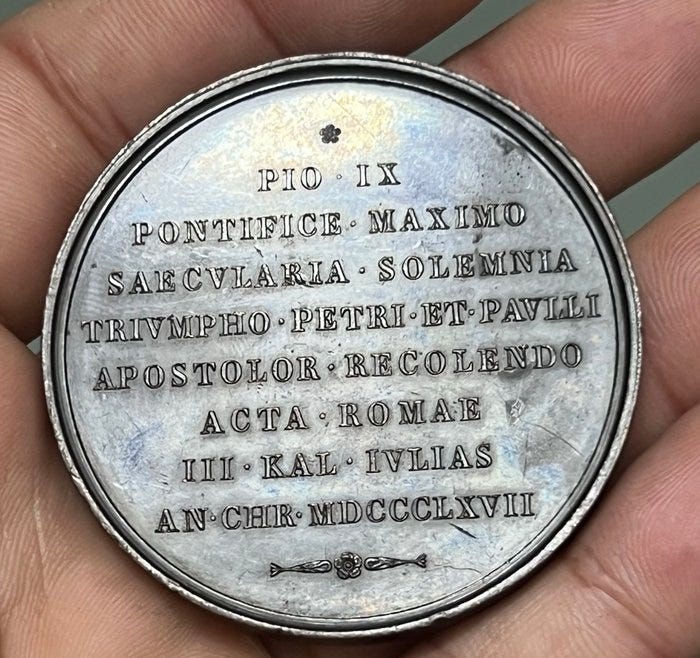 PIO · IX
PONTIFICE · MAXIMO
SAECVLARIA · SOLEMNIA
TRIVMPHO · PETRI · ET · PAVLLI
APOSTOLOR · RECOLENDO
ACTA · ROMAE
III · KAL · IVLIAS
AN · CHR · MDCCCLXVII